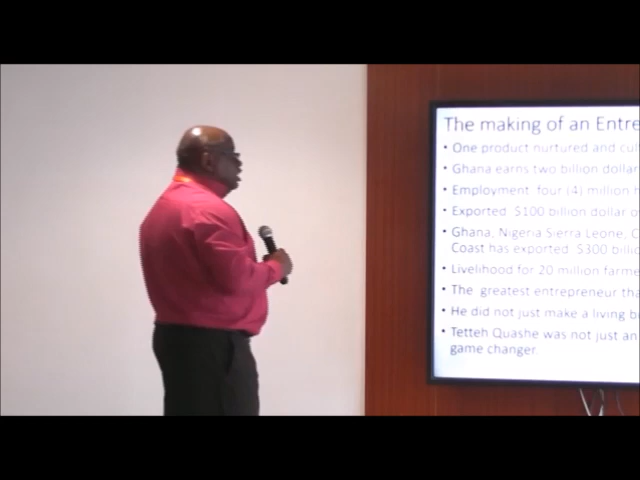 The making of an Entre
• One product nurtured and cul
• Ghana earns two billion dollar
• Employment four (4) million
• Exported $100 billion dollar o
• Ghana, Nigeria Sierra Leone, C
Coast has exported $300 billi
• Livelihood for 20 million farme
• The greatest entrepreneur tha
• He did not just make a living b
• Tetteh Quashe was not just an
game changer.